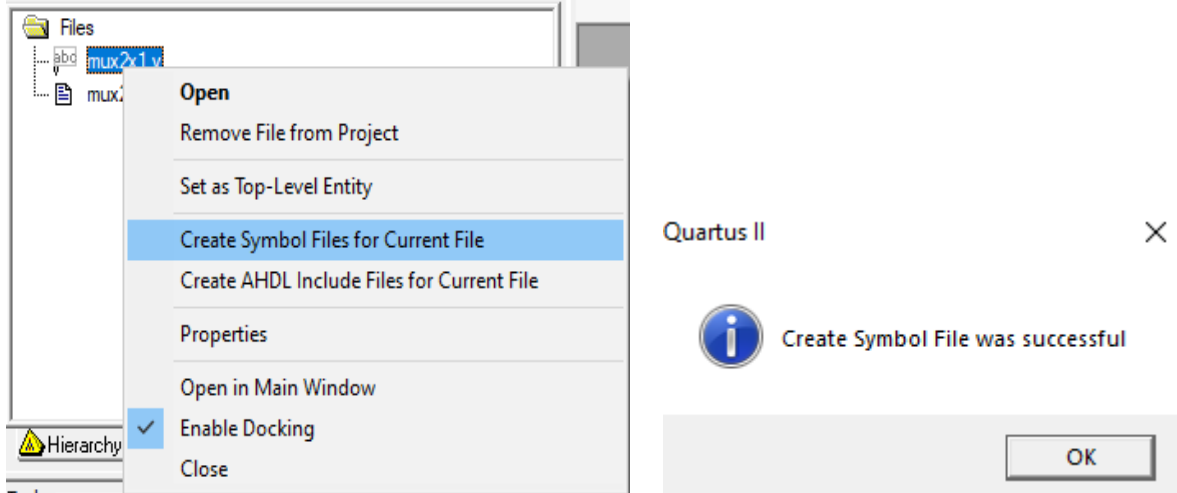 Files
abc
mux2x1.v
mux2
Open
Remove File from Project
Set as Top-Level Entity
Create Symbol Files for Current File
Create AHDL Include Files for Current File
Properties
Open in Main Window
Enable Docking
Close
Hierarchy
Quartus II
Create Symbol File was successful
OK